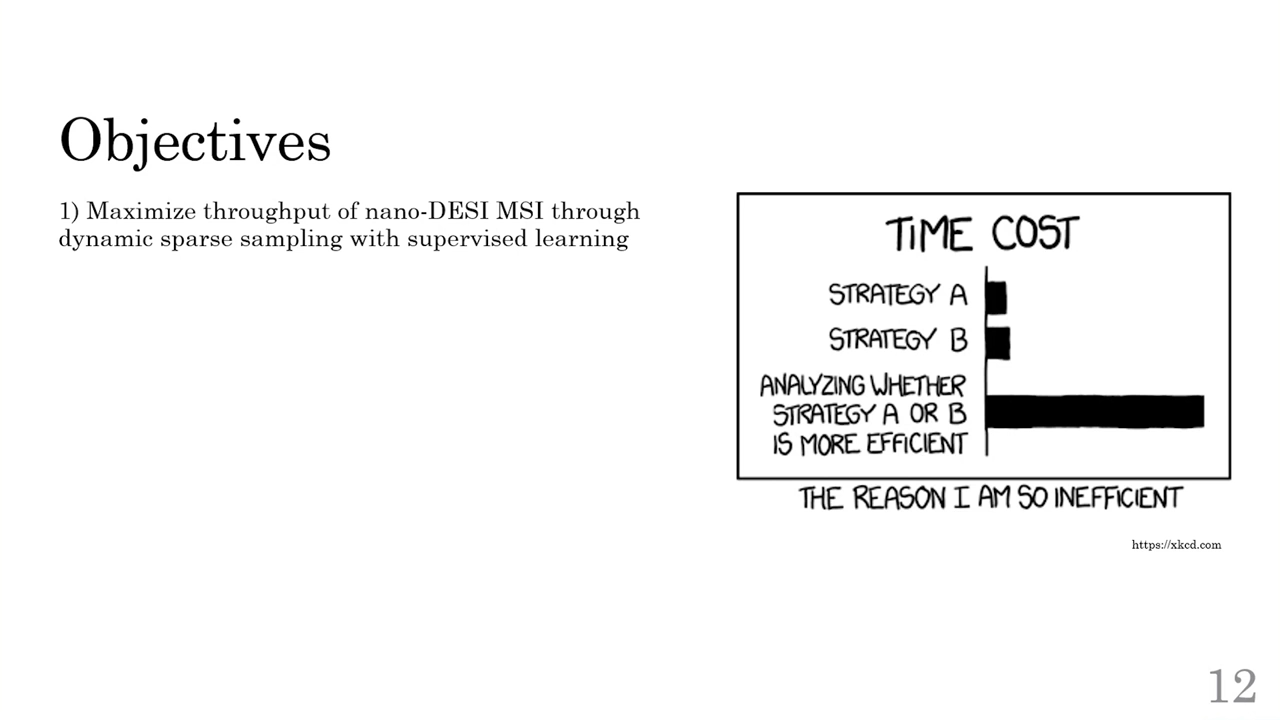 Objectives
1) Maximize throughput of nano-DESI MSI through
dynamic sparse sampling with supervised learning
TIME COST
STRATEGY A
STRATEGY B
ANALYZING WHETHER
STRATEGY A OR B
IS MORE EFFICIENT
THE REASON I AM SO INEFFICIENT
https://xkcd.com
12